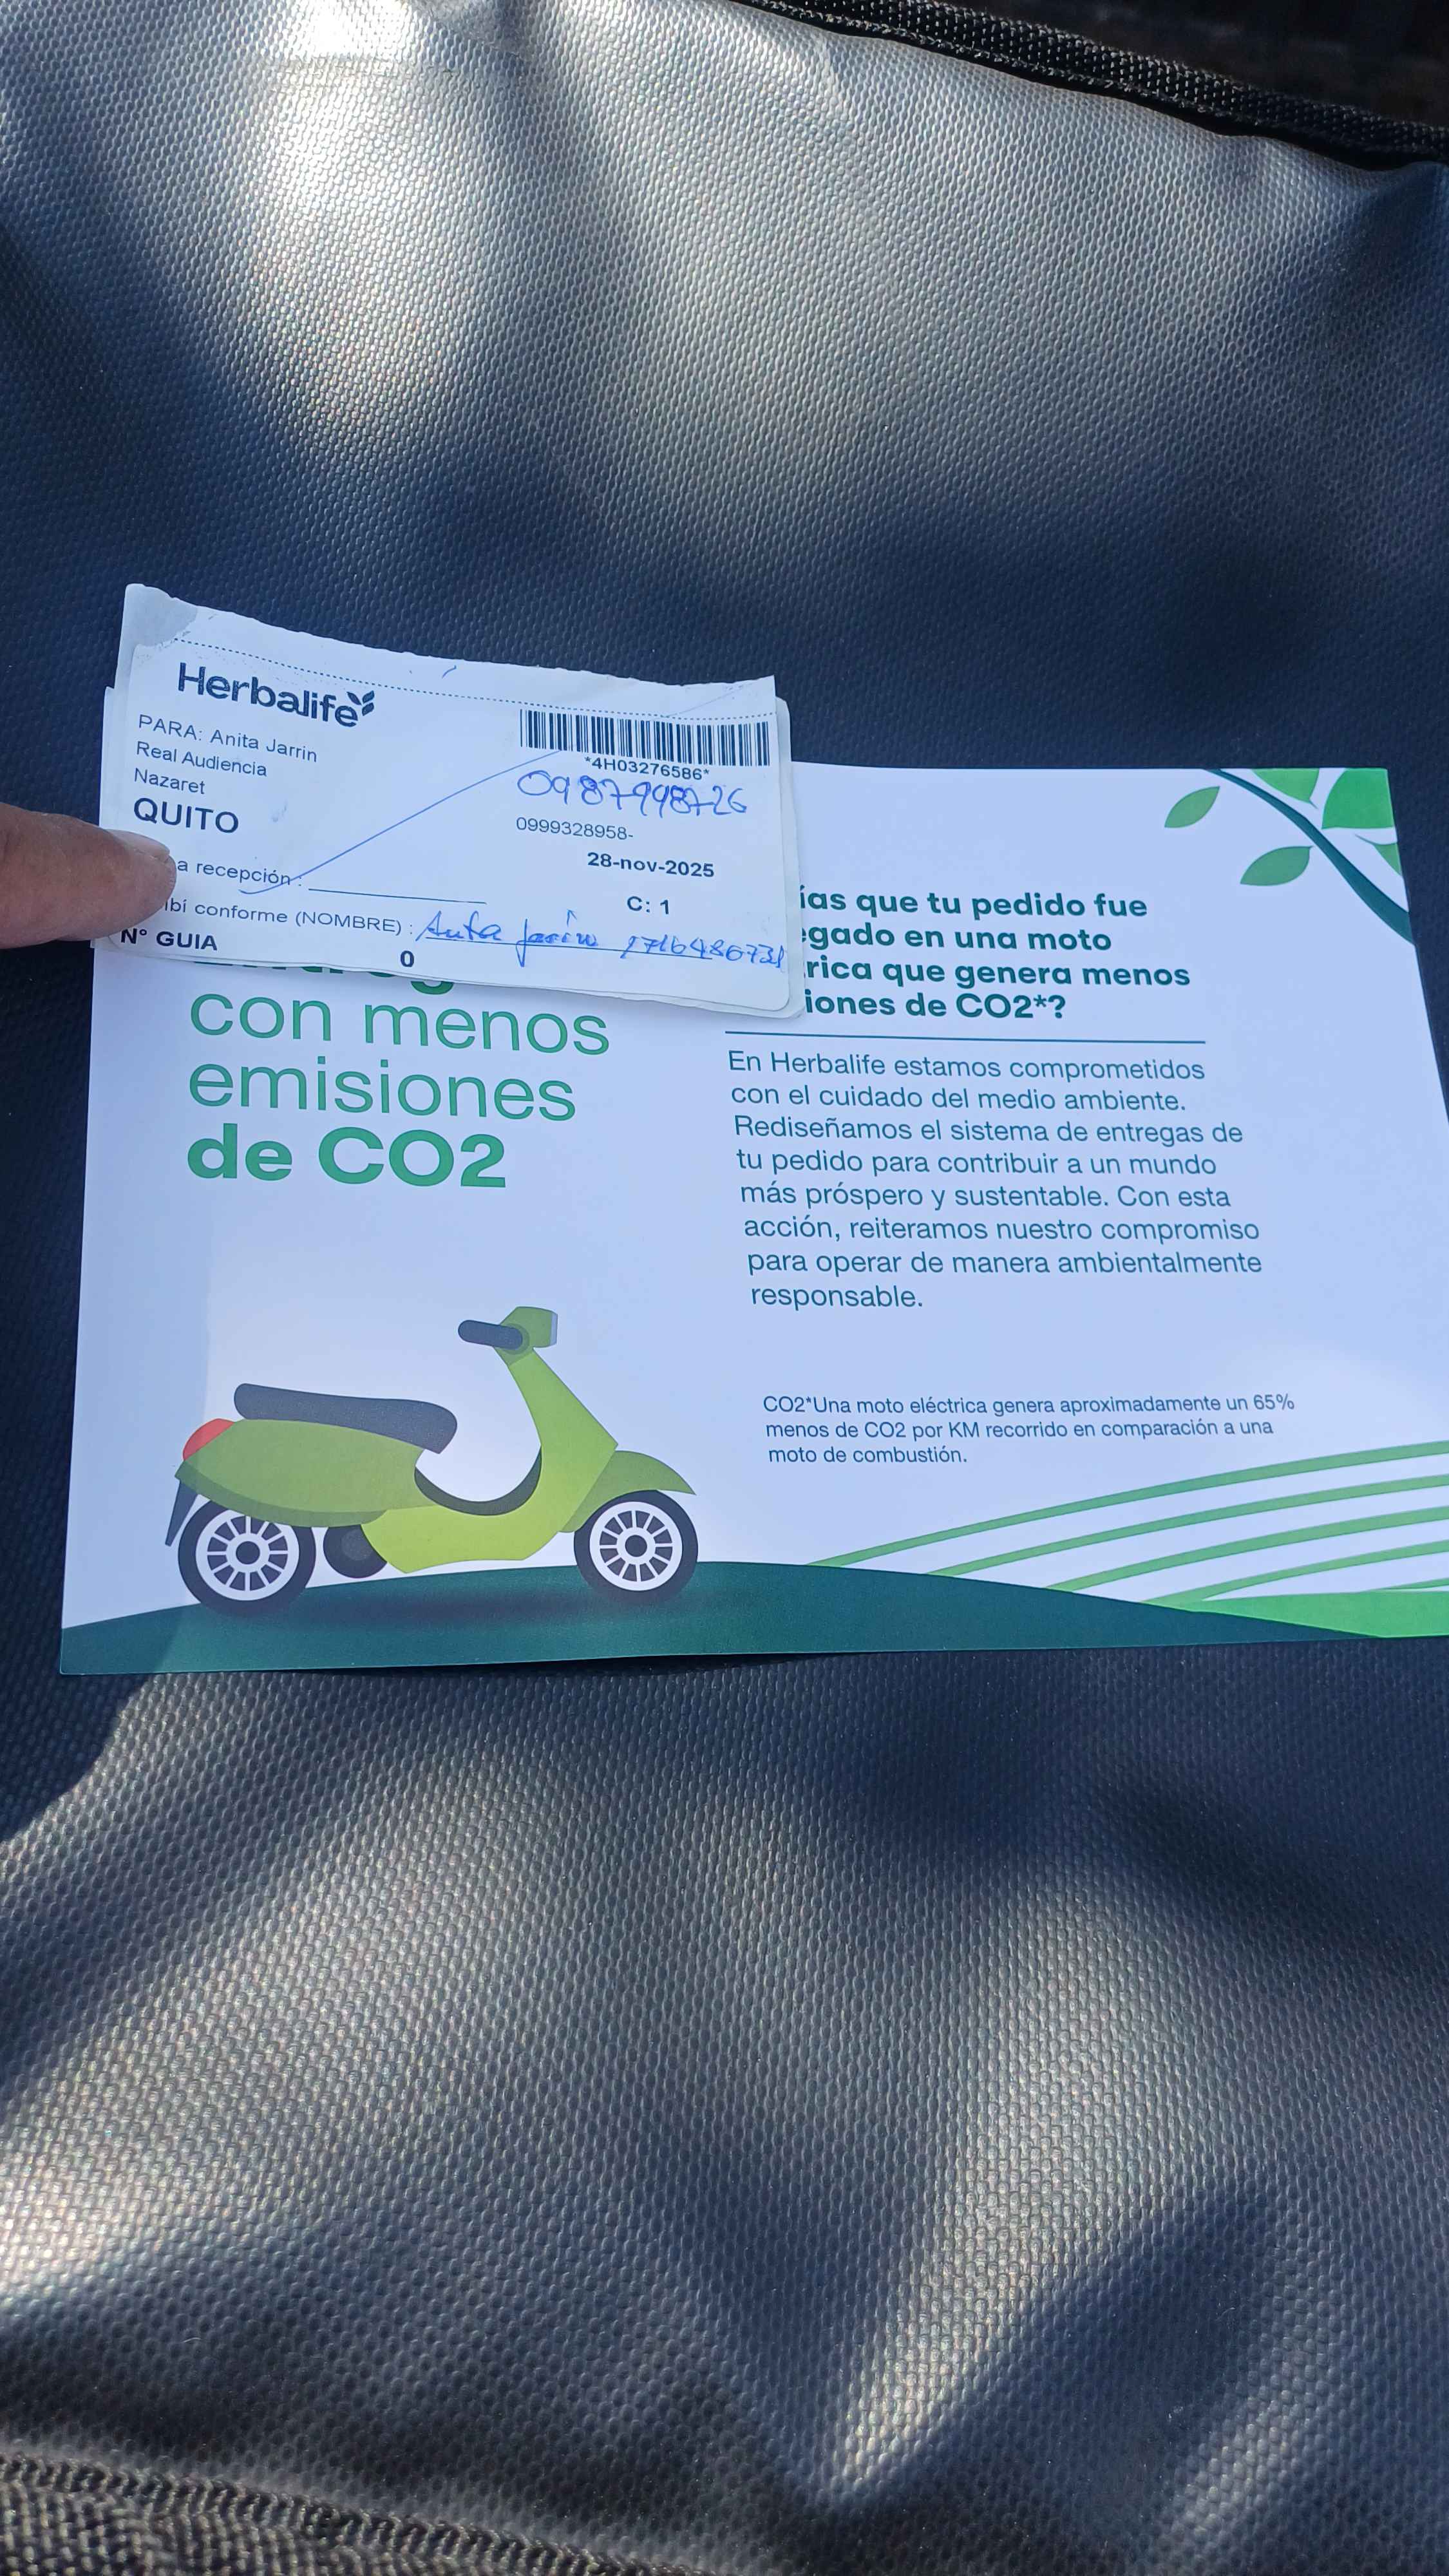 Herbalife
PARA: Anita Jarrin
Real Audiencia
Nazaret
QUITO
*4H03276586*
0987998726
0999328958-
28-nov-2025
a recepción :
C: 1
ibí conforme (NOMBRE) : Anita Jarrin 1716486731
N° GUIA
0
con menos
emisiones
de CO2
ías que tu pedido fue
egado en una moto
rica que genera menos
iones de CO2*?
En Herbalife estamos comprometidos
con el cuidado del medio ambiente.
Rediseñamos el sistema de entregas de
tu pedido para contribuir a un mundo
más próspero y sustentable. Con esta
acción, reiteramos nuestro compromiso
para operar de manera ambientalmente
responsable.
CO2*Una moto eléctrica genera aproximadamente un 65%
menos de CO2 por KM recorrido en comparación a una
moto de combustión.